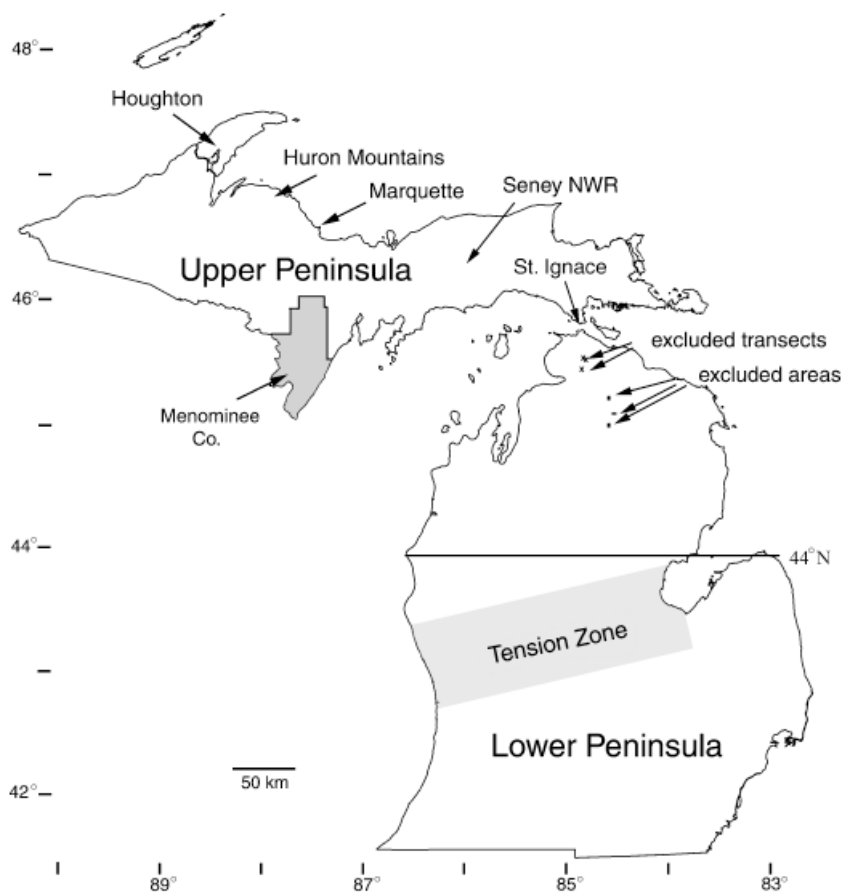 48°
Houghton
Huron Mountains
Marquette
Seney NWR
Upper Peninsula
St. Ignace
46°
excluded transects
excluded areas
Menominee
Co.
44°
44°N
Tension Zone
Lower Peninsula
50 km
42°
89°
87°
85°
83°